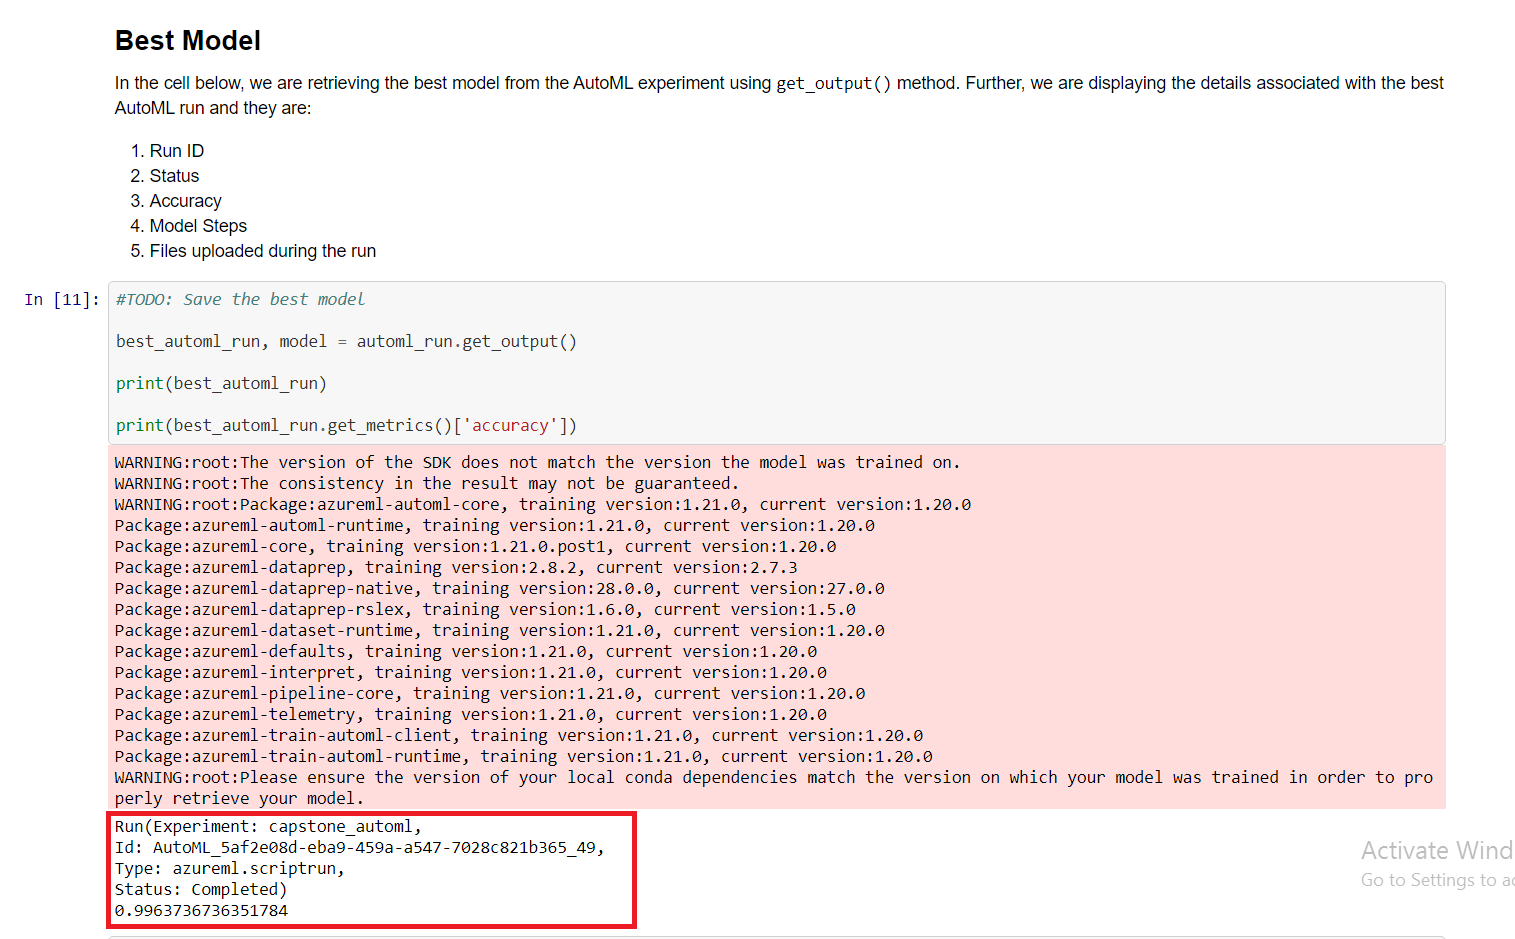 Best Model
In the cell below, we are retrieving the best model from the AutoML experiment using get_output() method. Further, we are displaying the details associated with the best
AutoML run and they are:
1. Run ID
2. Status
3. Accuracy
4. Model Steps
5. Files uploaded during the run
In [11]: #TODO: Save the best model
best_automl_run, model = automl_run.get_output()
print(best_automl_run)
print(best_automl_run.get_metrics()['accuracy'])
WARNING:root:The version of the SDK does not match the version the model was trained on.
WARNING:root:The consistency in the result may not be guaranteed.
WARNING:root:Package:azureml-automl-core, training version:1.21.0, current version:1.20.0
Package:azureml-automl-runtime, training version:1.21.0, current version:1.20.0
Package:azureml-core, training version:1.21.0.post1, current version:1.20.0
Package:azureml-dataprep, training version:2.8.2, current version:2.7.3
Package:azureml-dataprep-native, training version:28.0.0, current version:27.0.0
Package:azureml-dataprep-rslex, training version:1.6.0, current version:1.5.0
Package:azureml-dataset-runtime, training version:1.21.0, current version:1.20.0
Package:azureml-defaults, training version:1.21.0, current version:1.20.0
Package:azureml-interpret, training version:1.21.0, current version:1.20.0
Package:azureml-pipeline-core, training version:1.21.0, current version:1.20.0
Package:azureml-telemetry, training version:1.21.0, current version:1.20.0
Package:azureml-train-automl-client, training version:1.21.0, current version:1.20.0
Package:azureml-train-automl-runtime, training version:1.21.0, current version:1.20.0
WARNING:root:Please ensure the version of your local conda dependencies match the version on which your model was trained in order to pro
perly retrieve your model.
Run(Experiment: capstone_automl,
Id: AutoML_5af2e08d-eba9-459a-a547-7028c821b365_49,
Type: azureml.scriptrun,
Status: Completed)
0.9963736736351784
Activate Wind
Go to Settings to ac